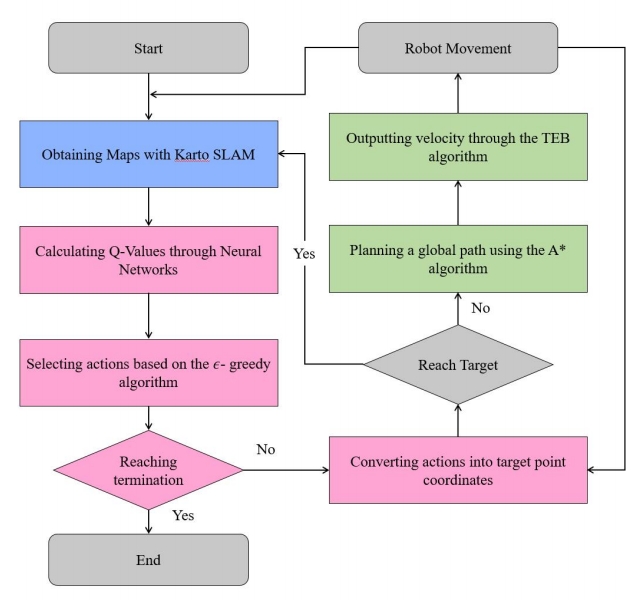 Start
Robot Movement
Obtaining Maps with Karto SLAM
Outputting velocity through the TEB
algorithm
Calculating Q-Values through Neural
Networks
Yes
Planning a global path using the A*
algorithm
No
Selecting actions based on the ϵ- greedy
algorithm
Reach Target
Reaching
termination
No
Converting actions into target point
coordinates
Yes
End